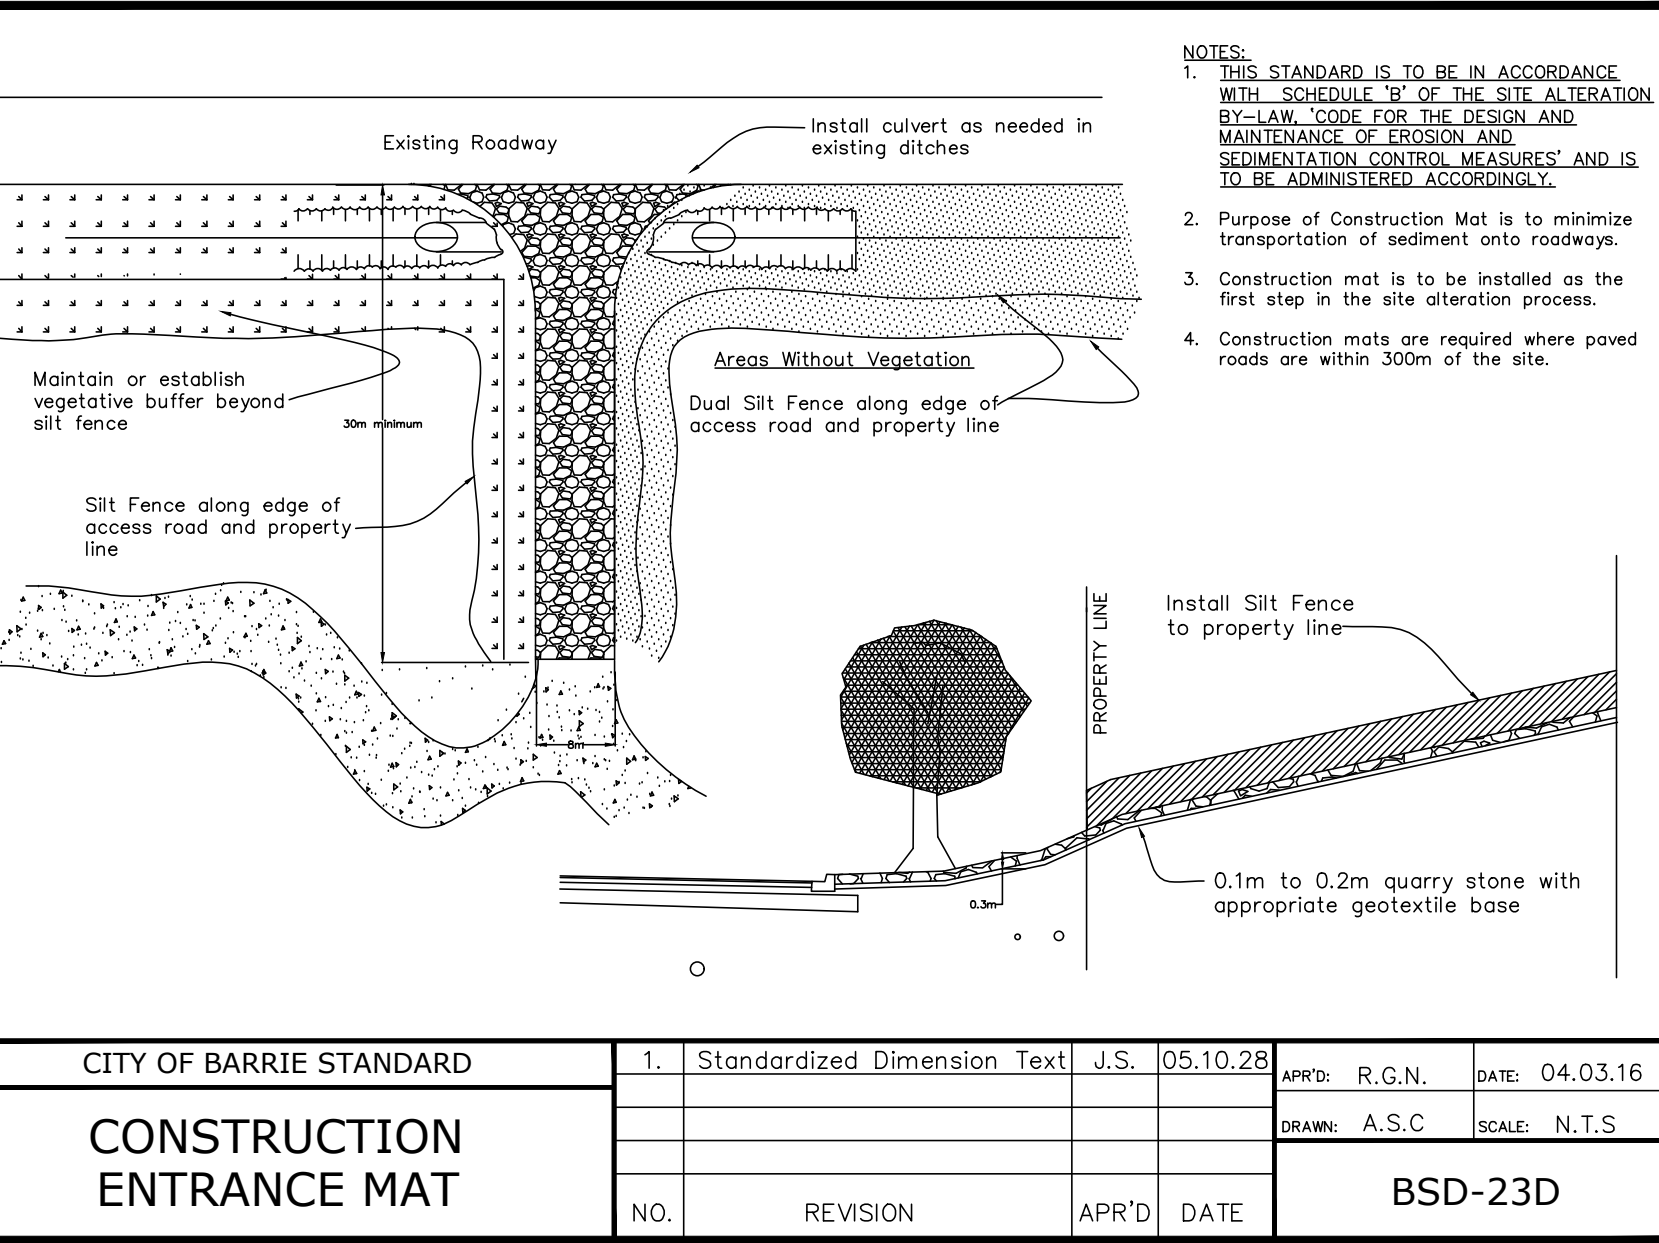 NOTES:
1. THIS STANDARD IS TO BE IN ACCORDANCE
WITH SCHEDULE 'B' OF THE SITE ALTERATION
BY-LAW, 'CODE FOR THE DESIGN AND
MAINTENANCE OF EROSION AND
SEDIMENTATION CONTROL MEASURES' AND IS
TO BE ADMINISTERED ACCORDINGLY.
2. Purpose of Construction Mat is to minimize
transportation of sediment onto roadways.
3. Construction mat is to be installed as the
first step in the site alteration process.
4. Construction mats are required where paved
roads are within 300m of the site.
Existing Roadway
Install culvert as needed in
existing ditches
Areas Without Vegetation
Dual Silt Fence along edge of
access road and property line
Maintain or establish
vegetative buffer beyond
silt fence
30m minimum
Silt Fence along edge of
access road and property
line
8m
PROPERTY LINE
Install Silt Fence
to property line
0.3m
0.1m to 0.2m quarry stone with
appropriate geotextile base
CITY OF BARRIE STANDARD
CONSTRUCTION
ENTRANCE MAT
1. Standardized Dimension Text J.S. 05.10.28
NO. REVISION APR'D DATE
APR'D: R.G.N. DATE: 04.03.16
DRAWN: A.S.C SCALE: N.T.S
BSD-23D